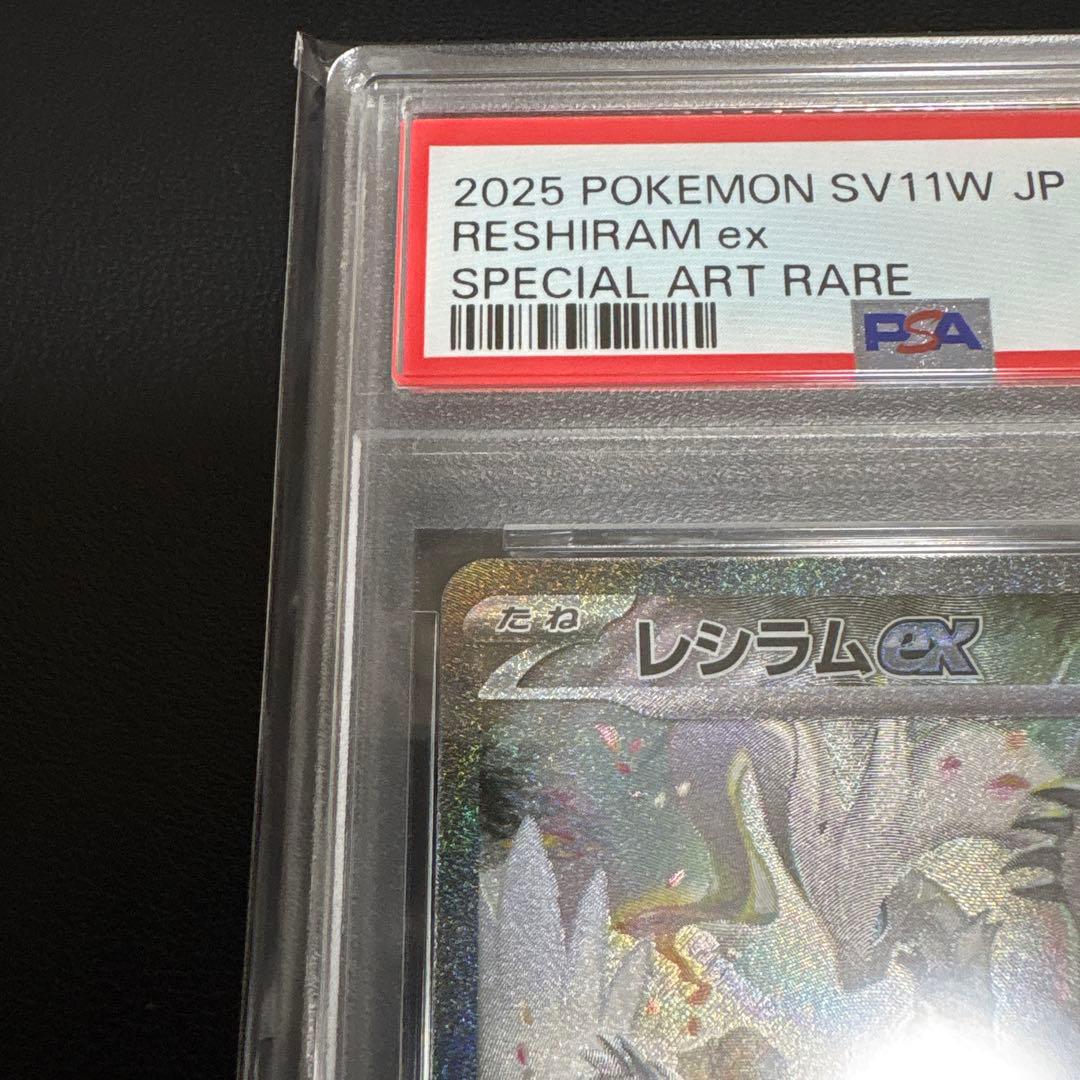 2025 POKEMON SV11W JP
RESHIRAM ex
SPECIAL ART RARE
PSA
たね
レシラムex